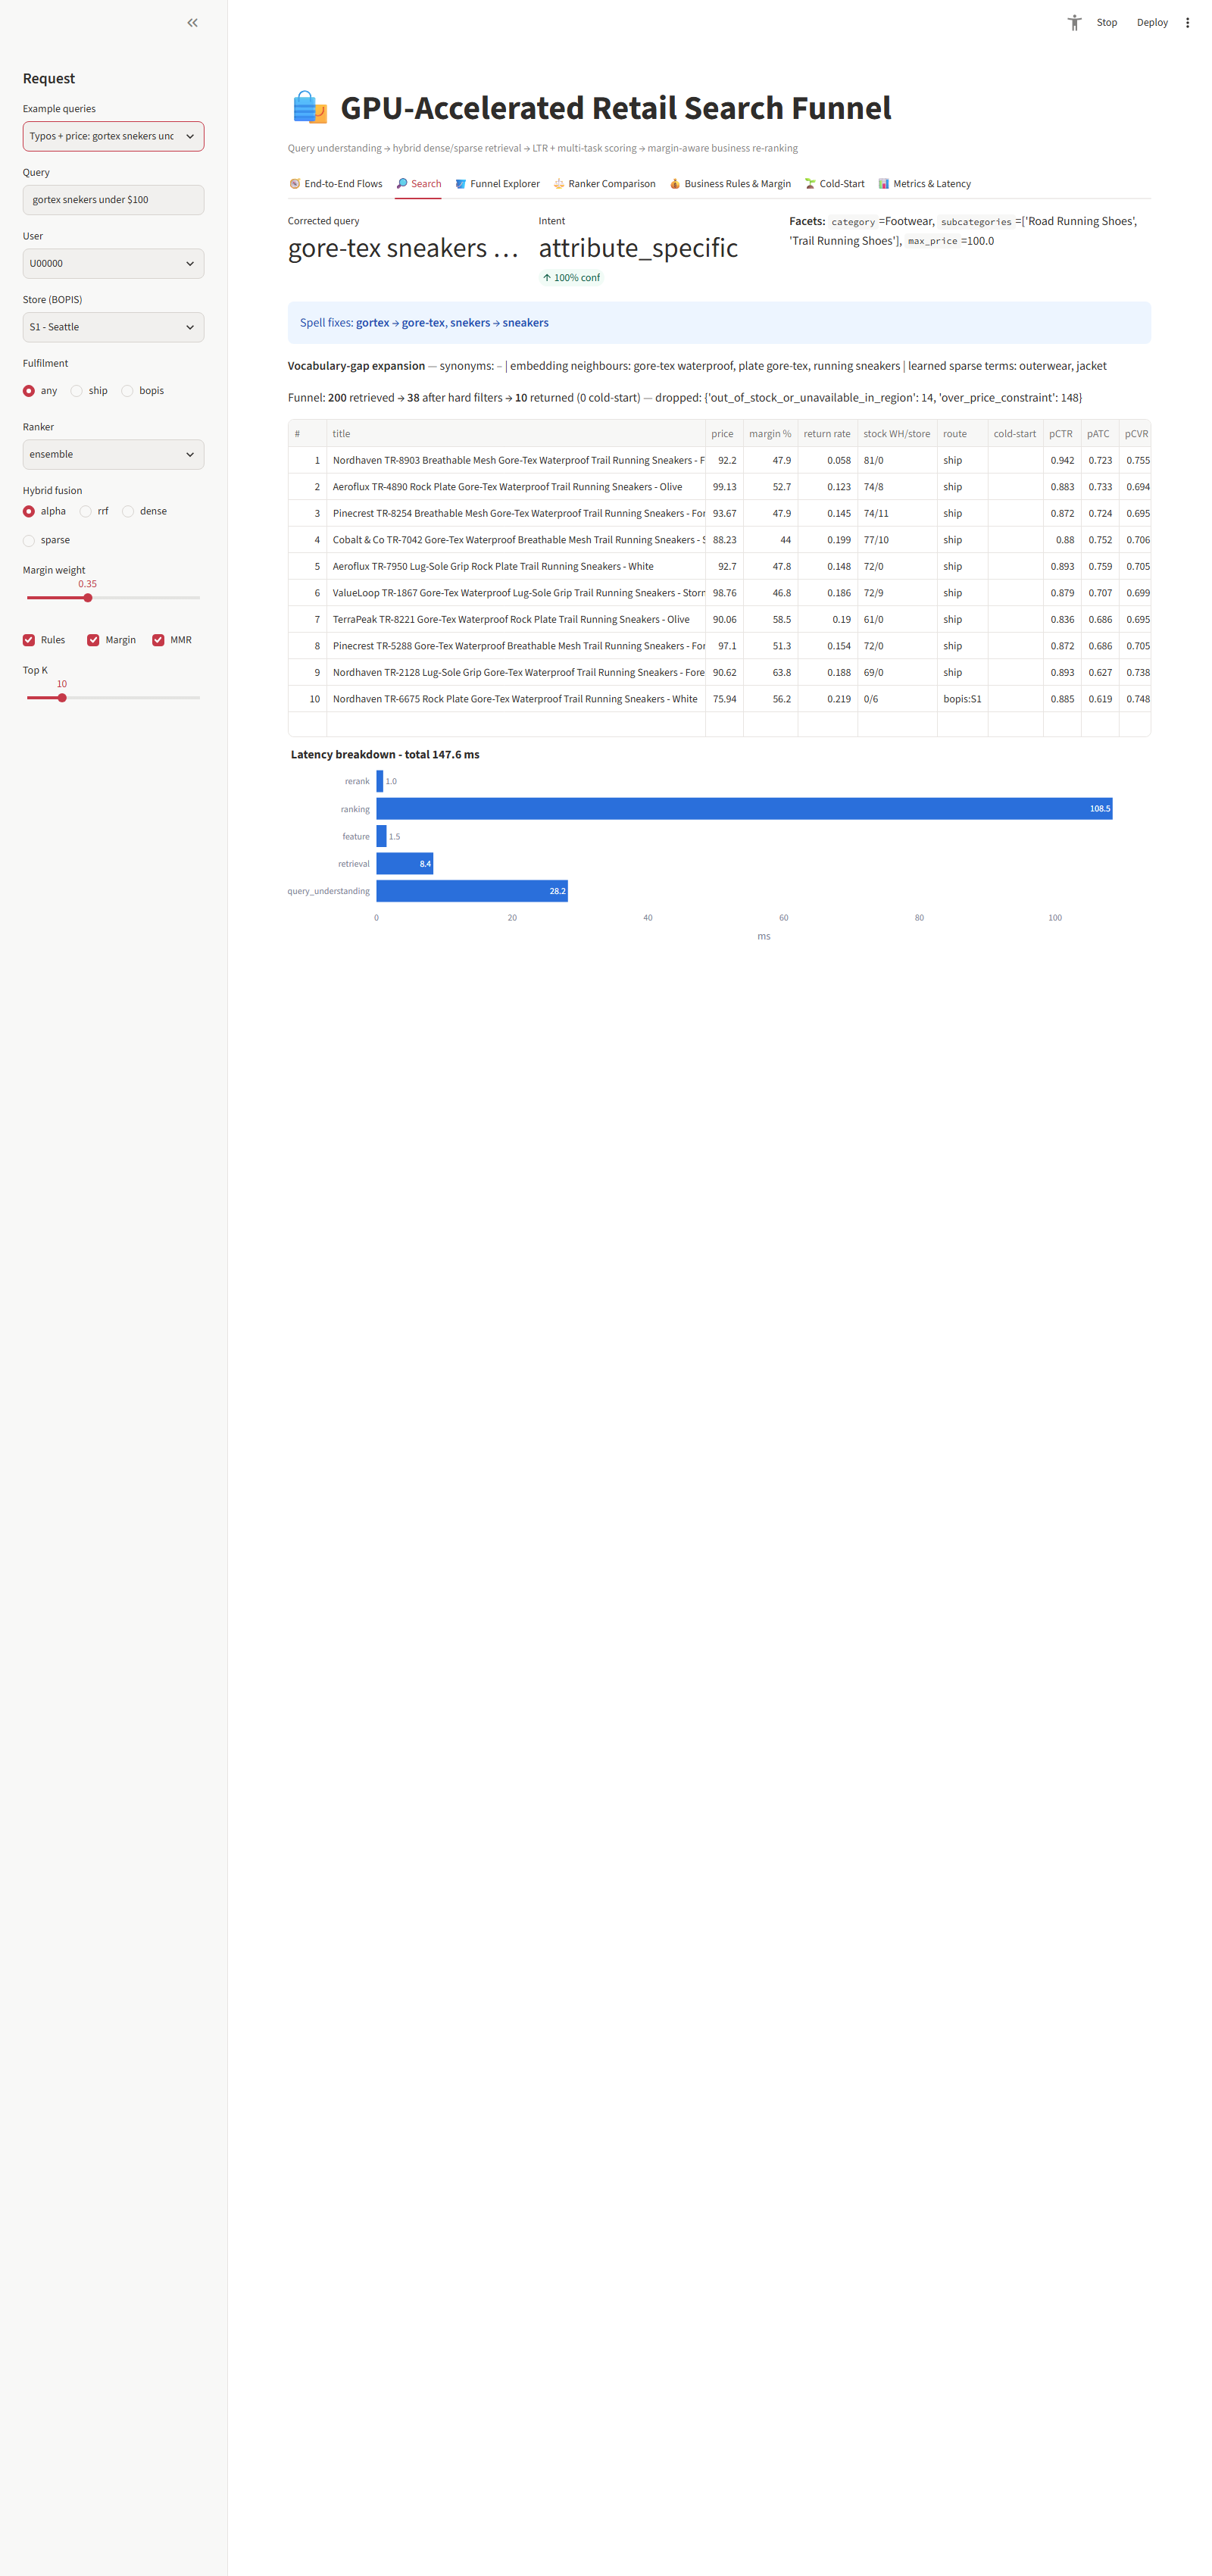 Stop Deploy
Request
Example queries
Typos + price: gortex snekers unc
Query
gortex snekers under $100
User
U00000
Store (BOPIS)
S1 - Seattle
Fulfilment
any ship bopis
Ranker
ensemble
Hybrid fusion
alpha rrf dense
sparse
Margin weight
0.35
Rules Margin MMR
Top K
10
GPU-Accelerated Retail Search Funnel
Query understanding → hybrid dense/sparse retrieval → LTR + multi-task scoring → margin-aware business re-ranking
End-to-End Flows Search Funnel Explorer Ranker Comparison Business Rules & Margin Cold-Start Metrics & Latency
Corrected query
gore-tex sneakers …
Intent
attribute_specific
↑ 100% conf
Facets: category =Footwear, subcategories =['Road Running Shoes',
'Trail Running Shoes'], max_price =100.0
Spell fixes: gortex → gore-tex, snekers → sneakers
Vocabulary-gap expansion — synonyms: – | embedding neighbours: gore-tex waterproof, plate gore-tex, running sneakers | learned sparse terms: outerwear, jacket
Funnel: 200 retrieved → 38 after hard filters → 10 returned (0 cold-start) — dropped: {'out_of_stock_or_unavailable_in_region': 14, 'over_price_constraint': 148}
# title price margin % return rate stock WH/store route cold-start pCTR pATC pCVR
1 Nordhaven TR-8903 Breathable Mesh Gore-Tex Waterproof Trail Running Sneakers - F 92.2 47.9 0.058 81/0 ship 0.942 0.723 0.755
2 Aeroflux TR-4890 Rock Plate Gore-Tex Waterproof Trail Running Sneakers - Olive 99.13 52.7 0.123 74/8 ship 0.883 0.733 0.694
3 Pinecrest TR-8254 Breathable Mesh Gore-Tex Waterproof Trail Running Sneakers - For 93.67 47.9 0.145 74/11 ship 0.872 0.724 0.695
4 Cobalt & Co TR-7042 Gore-Tex Waterproof Breathable Mesh Trail Running Sneakers - S 88.23 44 0.199 77/10 ship 0.88 0.752 0.706
5 Aeroflux TR-7950 Lug-Sole Grip Rock Plate Trail Running Sneakers - White 92.7 47.8 0.148 72/0 ship 0.893 0.759 0.705
6 ValueLoop TR-1867 Gore-Tex Waterproof Lug-Sole Grip Trail Running Sneakers - Storn 98.76 46.8 0.186 72/9 ship 0.879 0.707 0.699
7 TerraPeak TR-8221 Gore-Tex Waterproof Rock Plate Trail Running Sneakers - Olive 90.06 58.5 0.19 61/0 ship 0.836 0.686 0.695
8 Pinecrest TR-5288 Gore-Tex Waterproof Breathable Mesh Trail Running Sneakers - For 97.1 51.3 0.154 72/0 ship 0.872 0.686 0.705
9 Nordhaven TR-2128 Lug-Sole Grip Gore-Tex Waterproof Trail Running Sneakers - Fore 90.62 63.8 0.188 69/0 ship 0.893 0.627 0.738
10 Nordhaven TR-6675 Rock Plate Gore-Tex Waterproof Trail Running Sneakers - White 75.94 56.2 0.219 0/6 bopis:S1 0.885 0.619 0.748
Latency breakdown - total 147.6 ms
rerank 1.0
ranking 108.5
feature 1.5
retrieval 8.4
query_understanding 28.2
0 20 40 60 80 100
ms